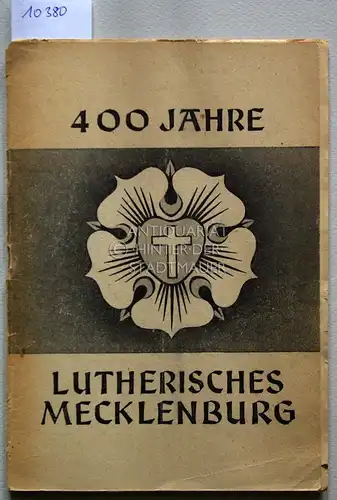 10380
400 JAHRE
ANTIQUARIAT
(C) HINTER DER
STADTMAUER
LUTHERISCHES
MECKLENBURG